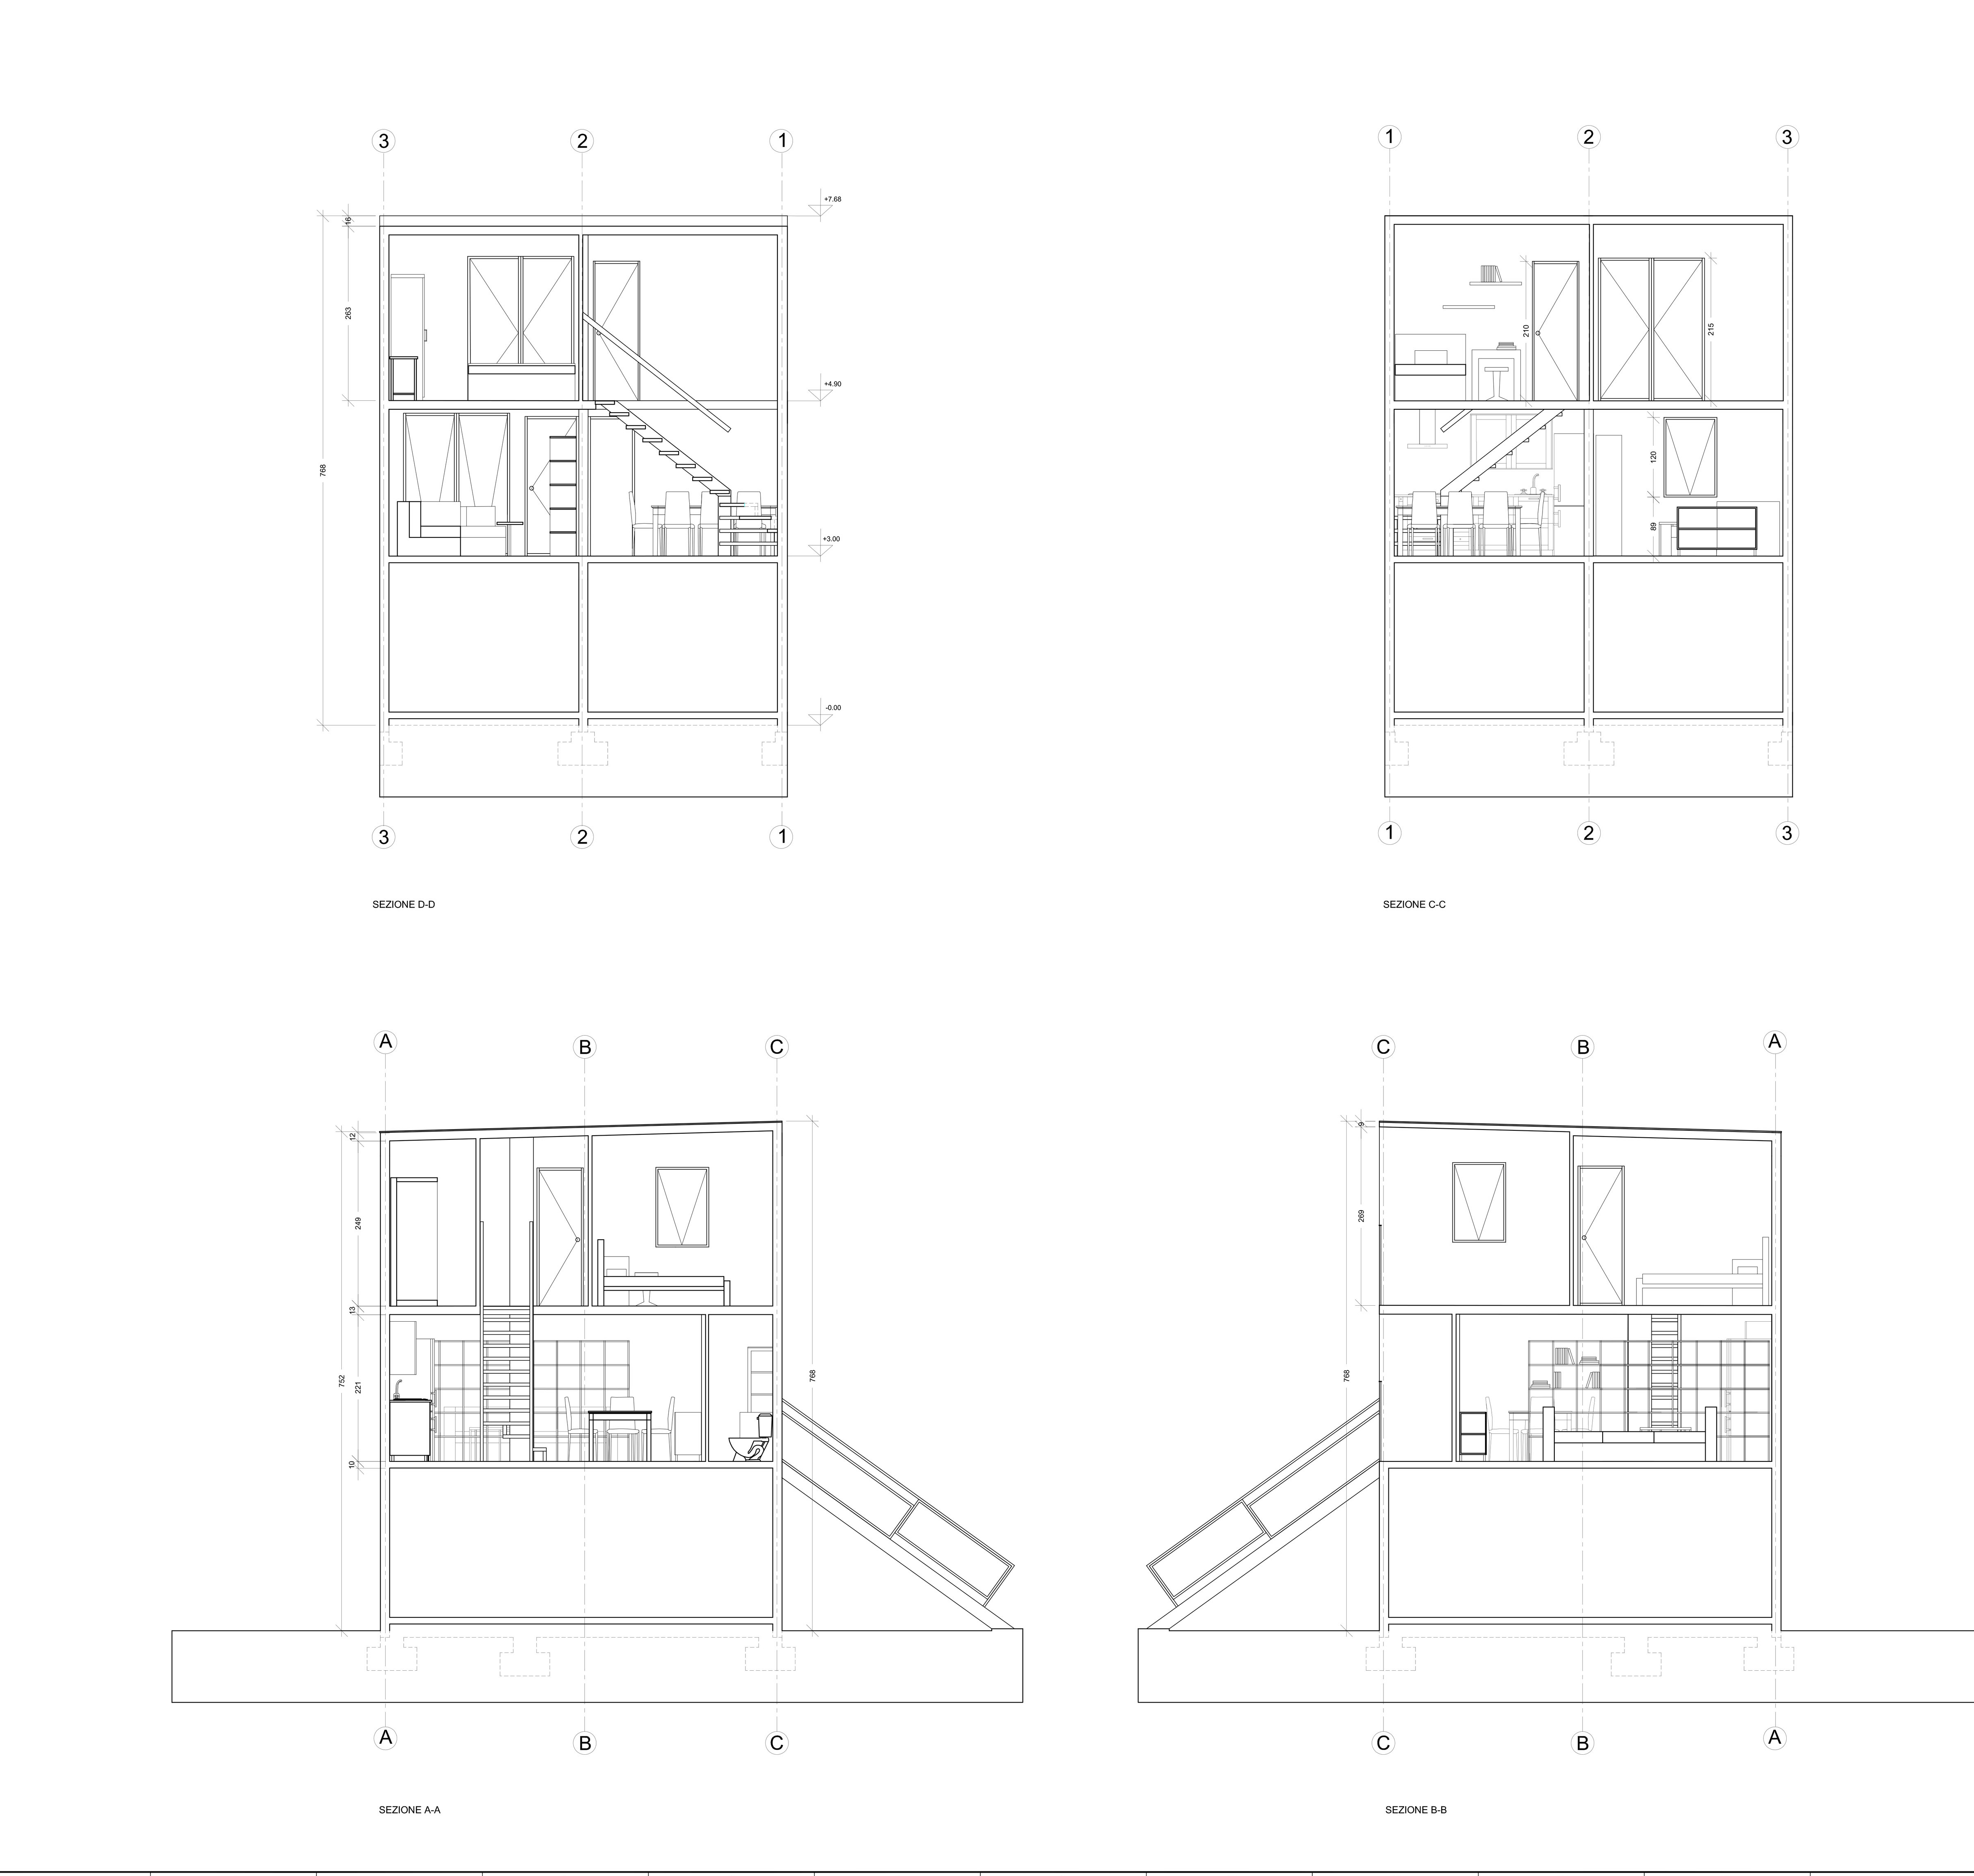 3 2 1
1 2 3
+7.68
16
263
+4.90
210
215
768
120
+3.00
89
-0.00
3 2 1
1 2 3
SEZIONE D-D
SEZIONE C-C
A B C
C B A
12
9
249
269
13
752
221
768
768
10
A B C
C B A
SEZIONE A-A
SEZIONE B-B